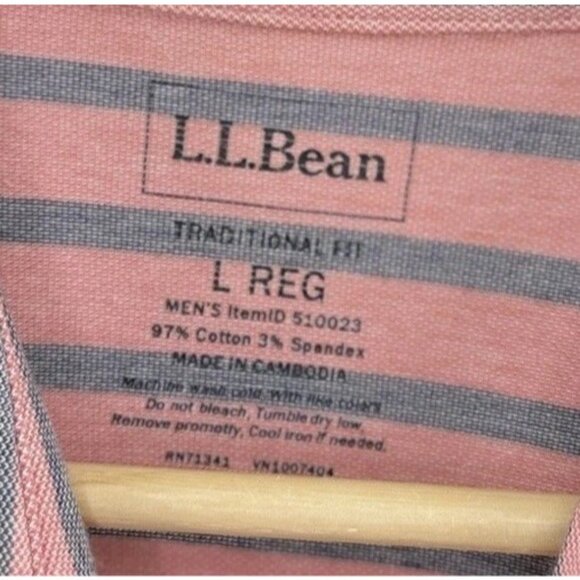 L.L.Bean
TRADITIONAL FIT
L REG
MEN'S ItemID 510023
97% Cotton 3% Spandex
MADE IN CAMBODIA
Machine wash cold, With like colors
Do not bleach, Tumble dry low
Remove promptly, Cool iron if needed.
RN71341 VN1007404